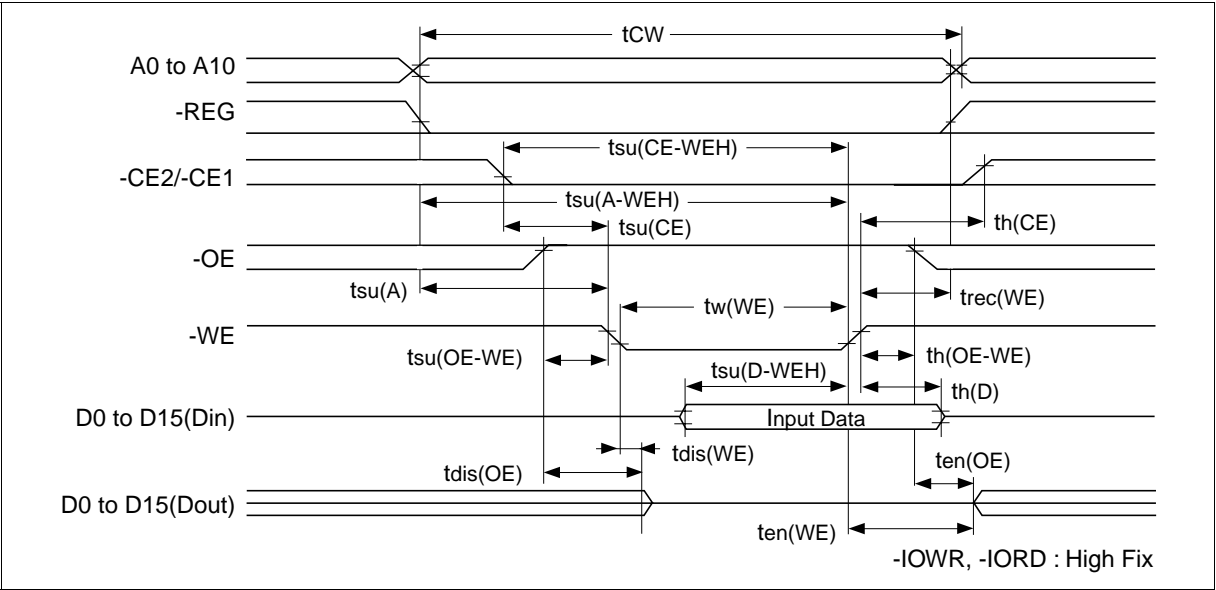 tCW
A0 to A10
-REG
tsu(CE-WEH)
-CE2/-CE1
tsu(A-WEH)
tsu(CE)
th(CE)
-OE
tsu(A)
trec(WE)
tw(WE)
-WE
tsu(OE-WE)
th(OE-WE)
tsu(D-WEH)
th(D)
D0 to D15(Din)
Input Data
tdis(WE)
ten(OE)
tdis(OE)
D0 to D15(Dout)
ten(WE)
-IOWR, -IORD : High Fix